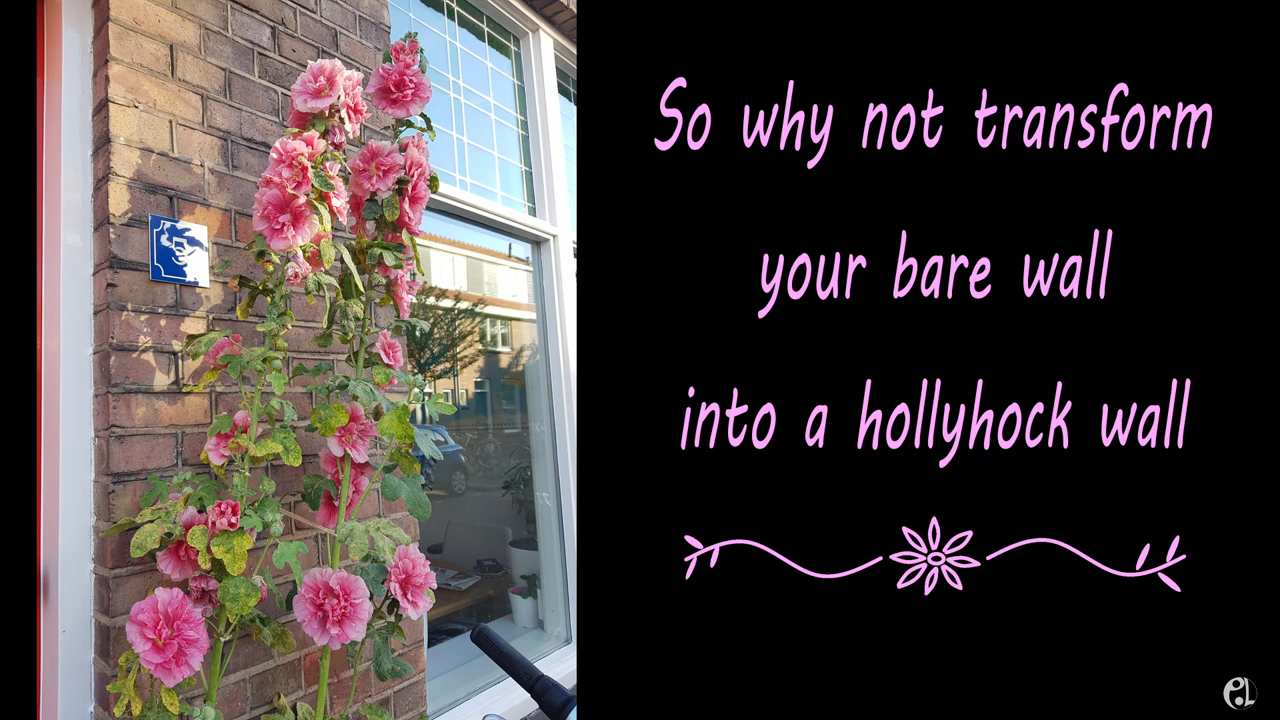 So why not transform
your bare wall
into a hollyhock wall